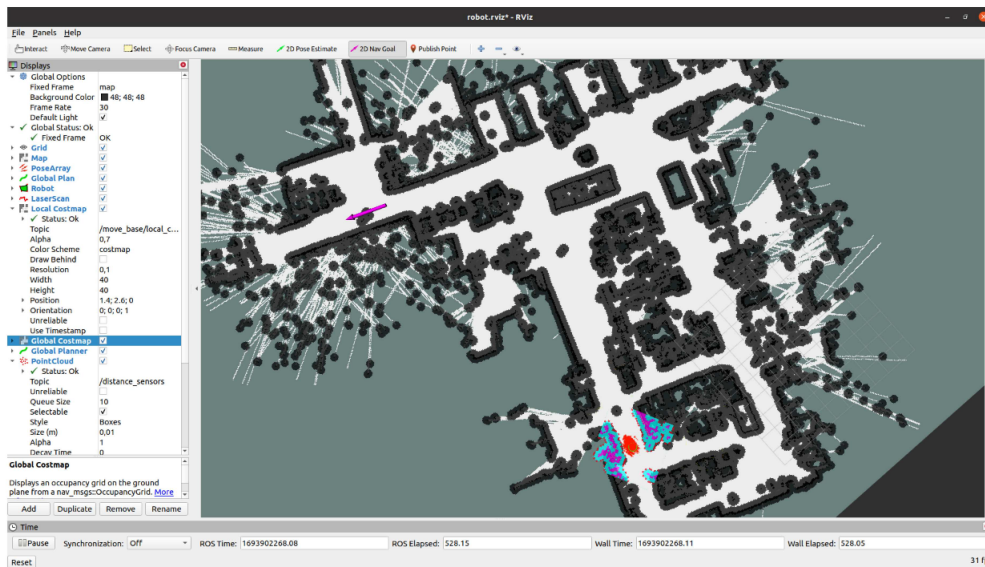 robot.rviz* - RViz
File Panels Help
Interact Move Camera Select Focus Camera Measure 2D Pose Estimate 2D Nav Goal Publish Point
Displays
Global Options
Fixed Frame map
Background Color 48; 48; 48
Frame Rate 30
Default Light
Global Status: Ok
Fixed Frame OK
Grid
Map
PoseArray
Global Plan
Robot
LaserScan
Local Costmap
Status: Ok
Topic /move_base/local_c...
Alpha 0,7
Color Scheme costmap
Draw Behind
Resolution 0,1
Width 40
Height 40
Position 1.4; 2.6; 0
Orientation 0; 0; 0; 1
Unreliable
Use Timestamp
Global Costmap
Global Planner
PointCloud
Status: Ok
Topic /distance_sensors
Unreliable
Queue Size 10
Selectable
Style Boxes
Size (m) 0,01
Alpha 1
Decay Time 0
Global Costmap
Displays an occupancy grid on the ground
plane from a nav_msgs::OccupancyGrid. More
Add Duplicate Remove Rename
Time
Pause Synchronization: Off ROS Time: 1693902268.08 ROS Elapsed: 528.15 Wall Time: 1693902268.11 Wall Elapsed: 528.05
Reset 31 f